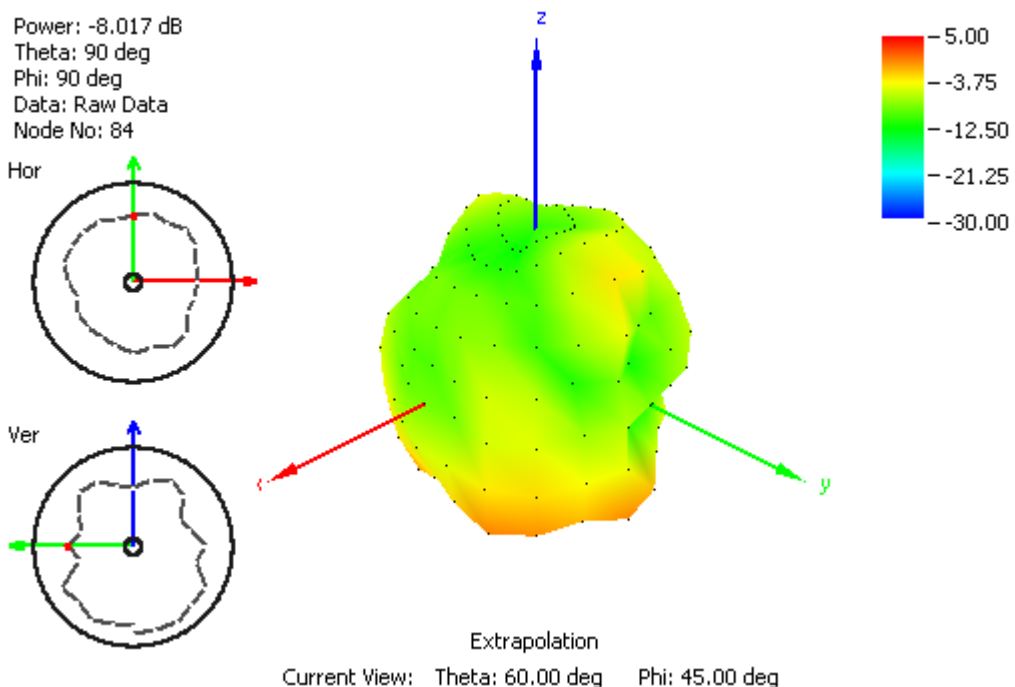 Power: -8.017 dB
Theta: 90 deg
Phi: 90 deg
Data: Raw Data
Node No: 84
Hor
Ver
z
y
5.00
-3.75
-12.50
-21.25
-30.00
Extrapolation
Current View: Theta: 60.00 deg Phi: 45.00 deg